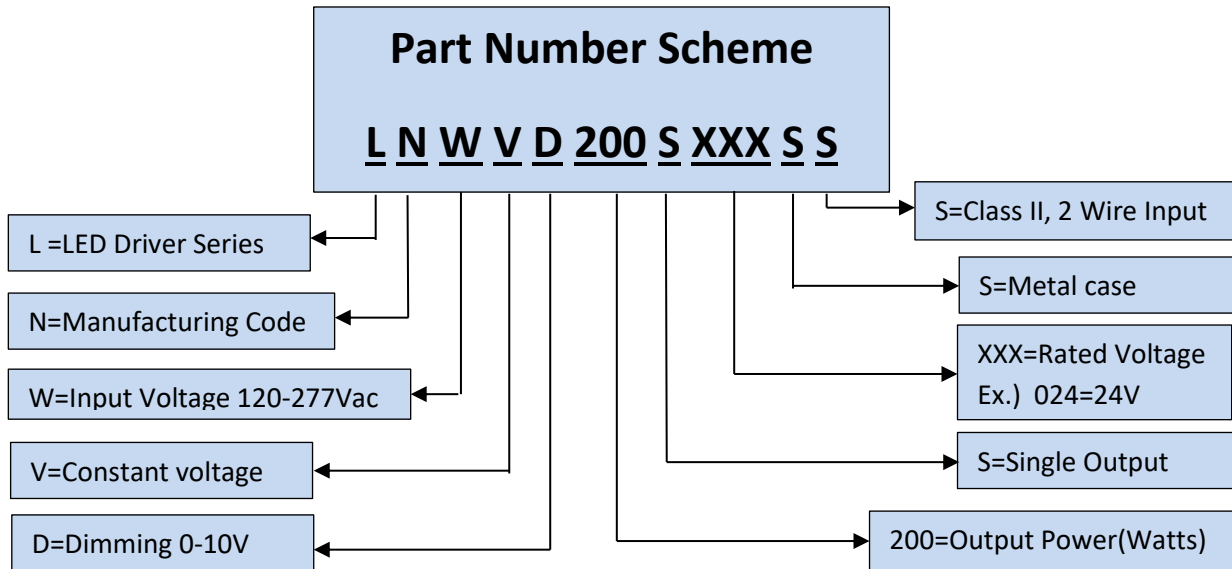 Part Number Scheme
L N W V D 200 S XXX S S
L =LED Driver Series
N=Manufacturing Code
W=Input Voltage 120-277Vac
V=Constant voltage
D=Dimming 0-10V
S=Class II, 2 Wire Input
S=Metal case
XXX=Rated Voltage
Ex.) 024=24V
S=Single Output
200=Output Power(Watts)